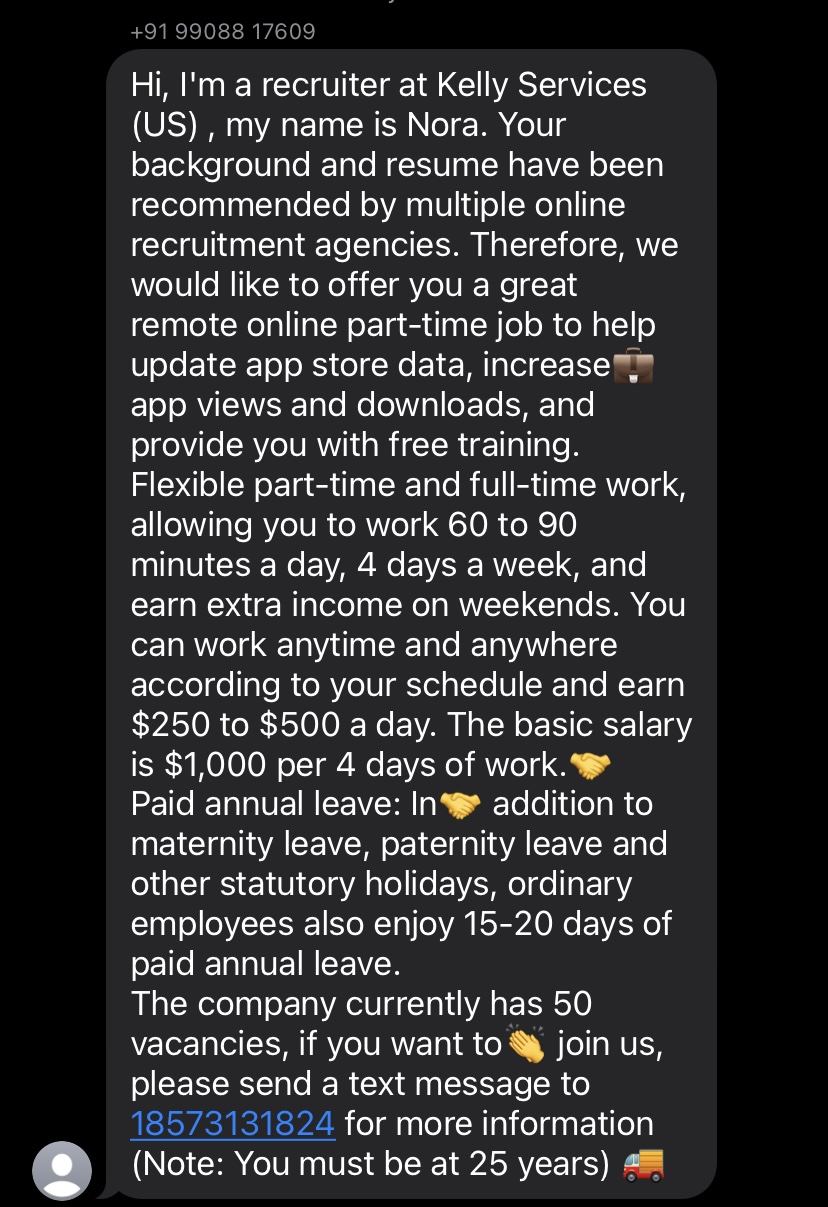 +91 99088 17609
Hi, I'm a recruiter at Kelly Services
(US) , my name is Nora. Your
background and resume have been
recommended by multiple online
recruitment agencies. Therefore, we
would like to offer you a great
remote online part-time job to help
update app store data, increase💼
app views and downloads, and
provide you with free training.
Flexible part-time and full-time work,
allowing you to work 60 to 90
minutes a day, 4 days a week, and
earn extra income on weekends. You
can work anytime and anywhere
according to your schedule and earn
$250 to $500 a day. The basic salary
is $1,000 per 4 days of work.🤝
Paid annual leave: In🤝 addition to
maternity leave, paternity leave and
other statutory holidays, ordinary
employees also enjoy 15-20 days of
paid annual leave.
The company currently has 50
vacancies, if you want to👏 join us,
please send a text message to
18573131824 for more information
(Note: You must be at 25 years) 🚚